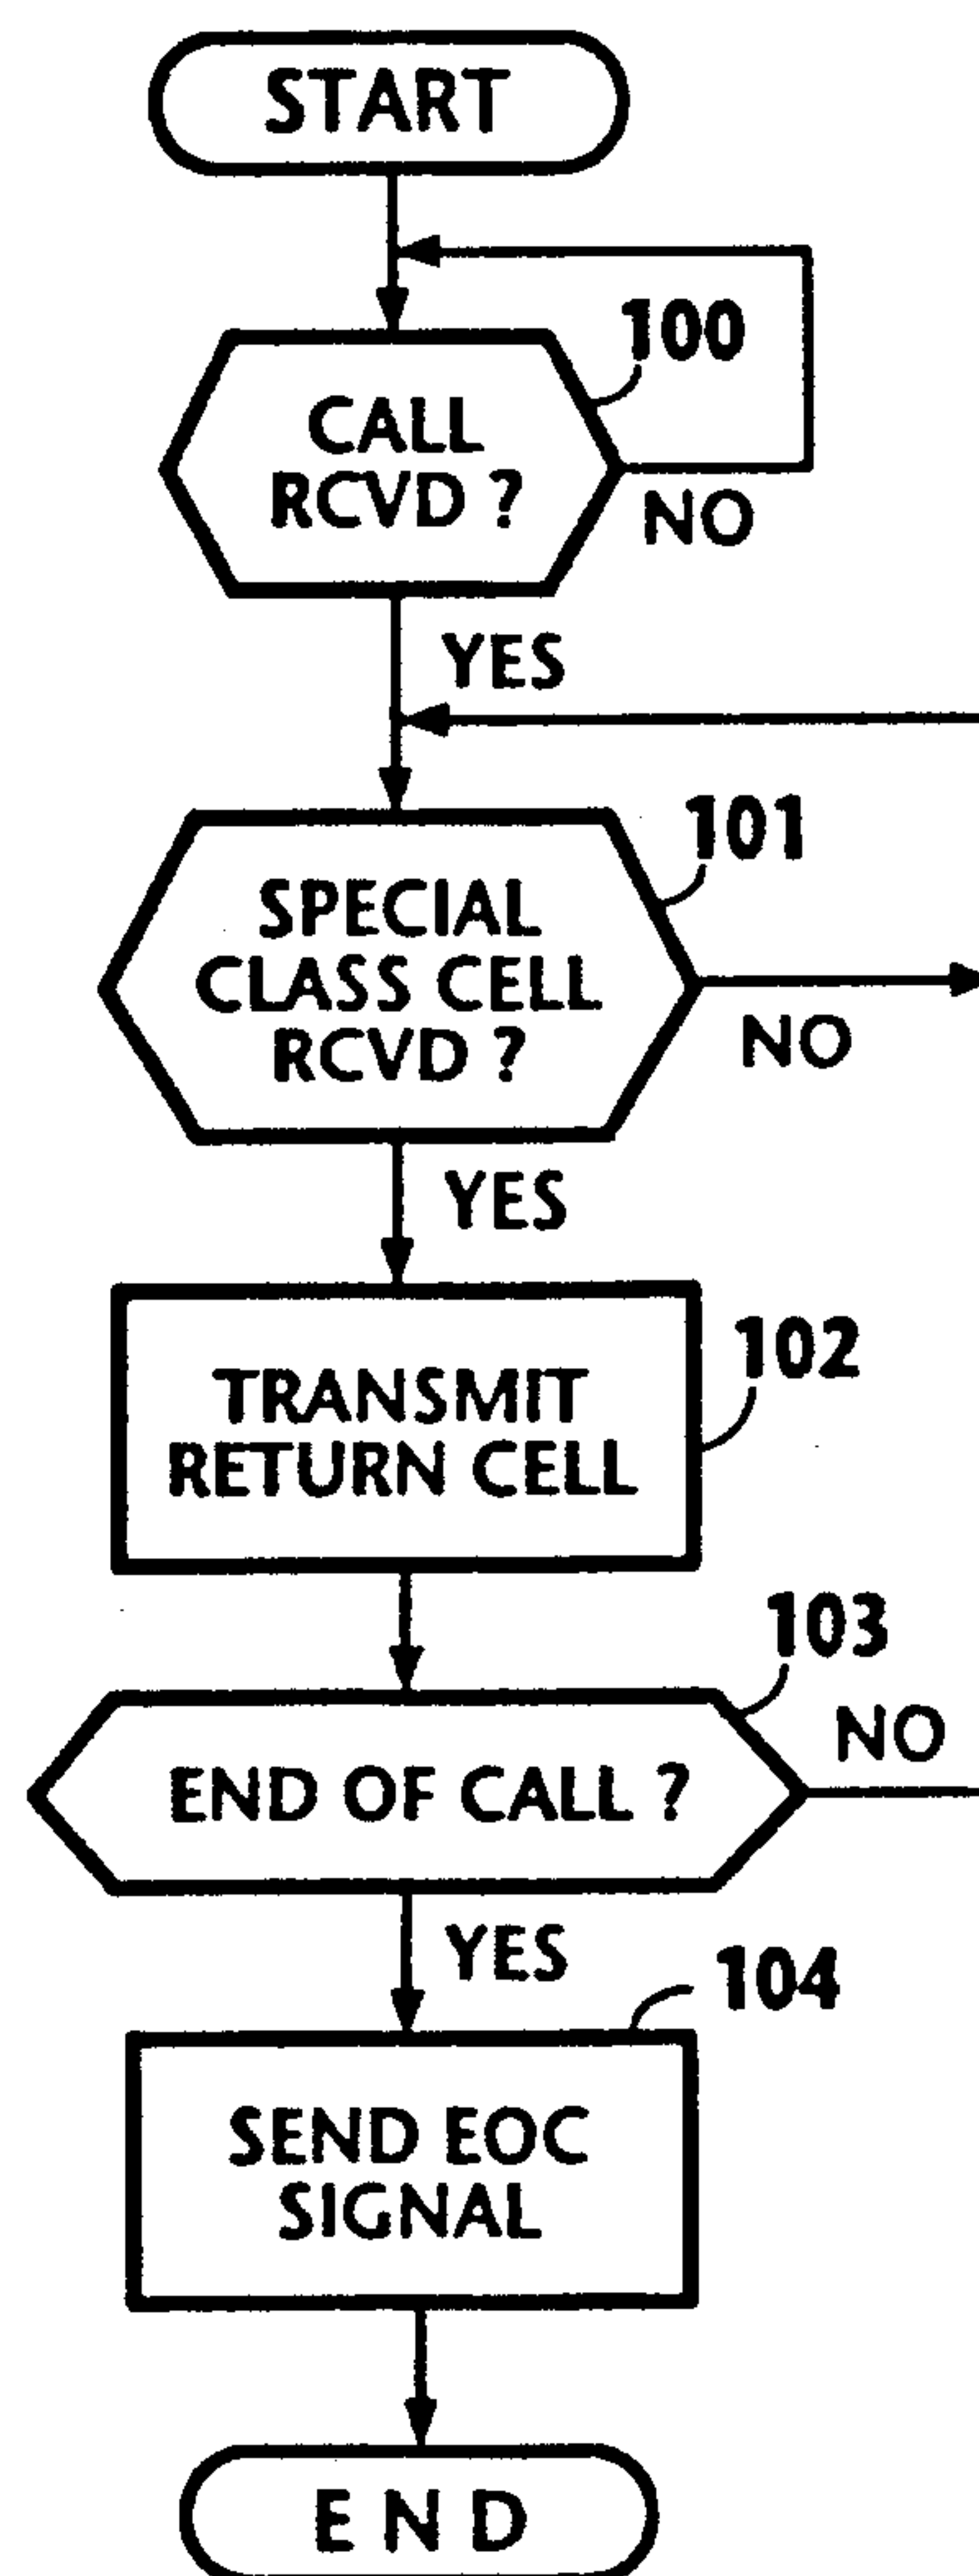 START
100
CALL
RCVD ?
NO
YES
101
SPECIAL
CLASS CELL
RCVD ?
NO
YES
102
TRANSMIT
RETURN CELL
103
NO
END OF CALL ?
YES
104
SEND EOC
SIGNAL
E N D